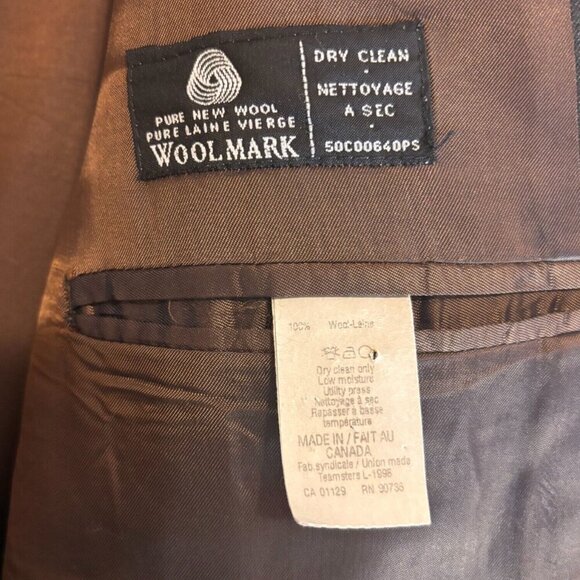 PURE NEW WOOL
PURE LAINE VIERGE
WOOLMARK
DRY CLEAN
NETTOYAGE
A SEC
50C00640PS
100% Wool-Laine
Dry clean only
Low moisture
Utility press
Nettoyage à sec
Repasser à basse
température
MADE IN / FAIT AU
CANADA
Fab.syndicale / Union made
Teamsters L-1998
CA 01129 RN 90736